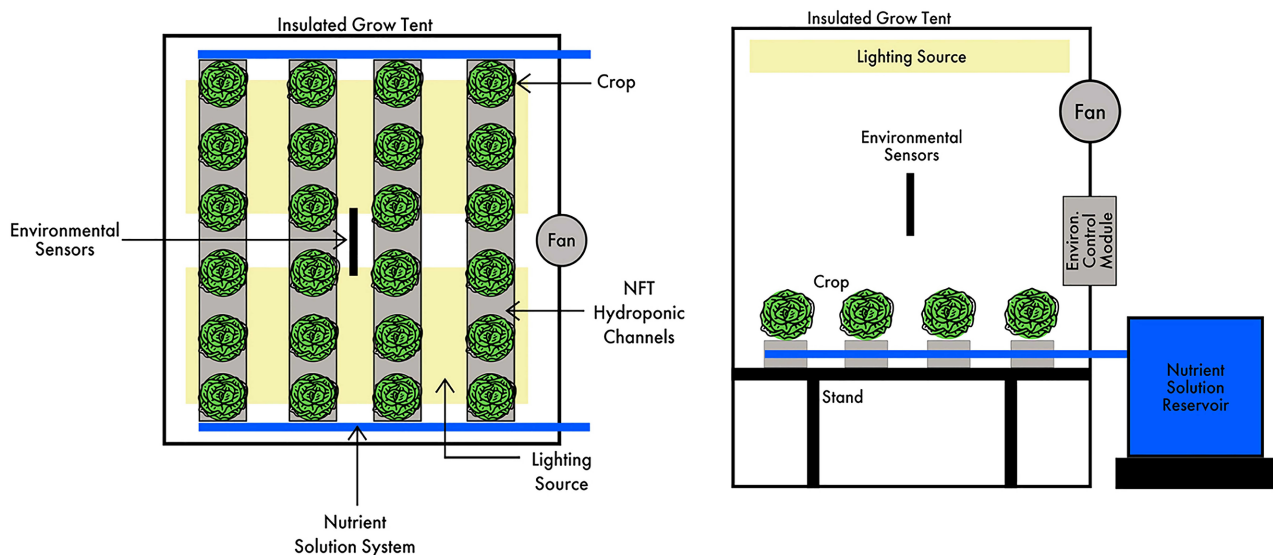 Insulated Grow Tent
Crop
Environmental
Sensors
Fan
NFT
Hydroponic
Channels
Lighting
Source
Nutrient
Solution System
Insulated Grow Tent
Lighting Source
Fan
Environmental
Sensors
Environ.
Control
Module
Crop
Stand
Nutrient
Solution
Reservoir